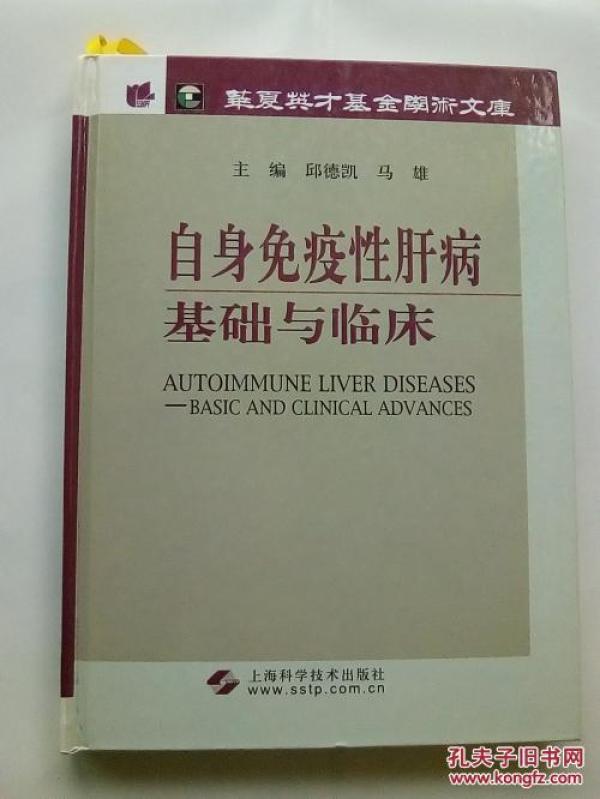 華夏英才基金學術文庫
主 编 邱德凯 马 雄
自身免疫性肝病
基础与临床
AUTOIMMUNE LIVER DISEASES
—BASIC AND CLINICAL ADVANCES
上海科学技术出版社
www.sstp.com.cn
孔夫子旧书网
www.kongfz.com